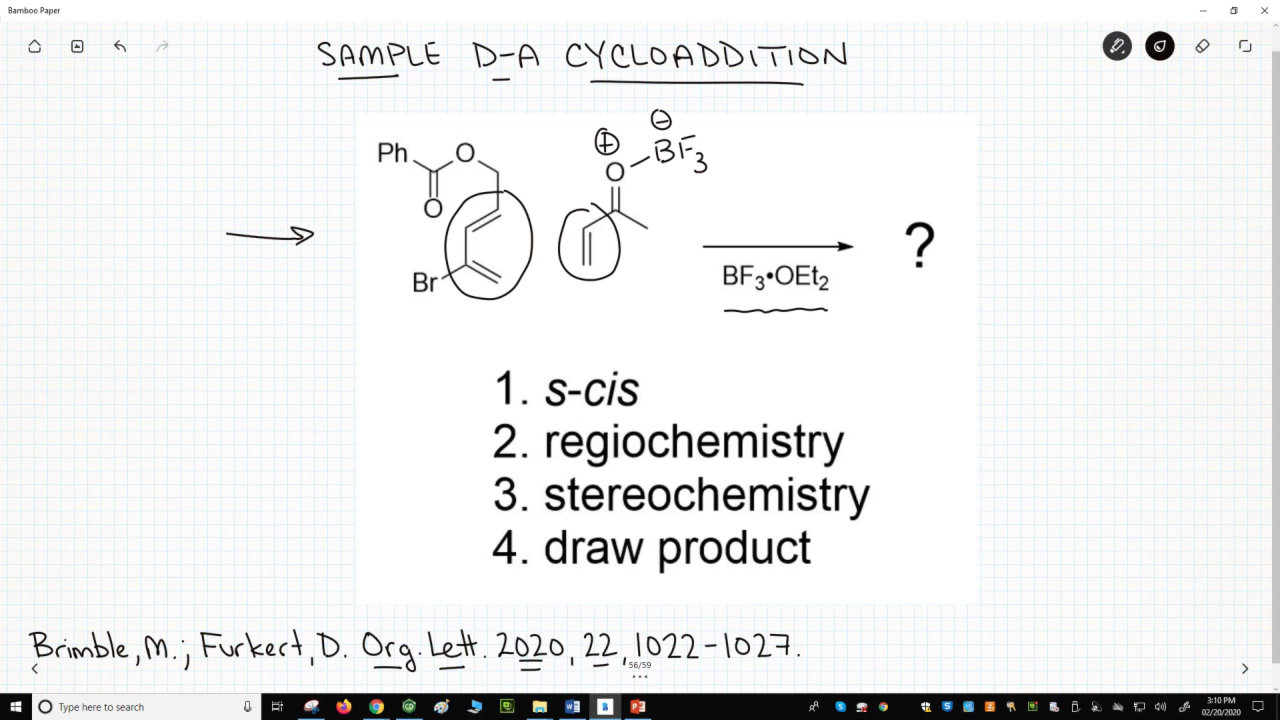 Bamboo Paper
SAMPLE D-A CYCLOADDITION
⊖
⊕
BF3
Ph
O
O
O
Br
BF3•OEt2
?
1. s-cis
2. regiochemistry
3. stereochemistry
4. draw product
Brimble, M.; Furkert, D. Org. Lett. 2020, 22, 1022-1027.
56/59
Type here to search
3:10 PM
02/20/2020